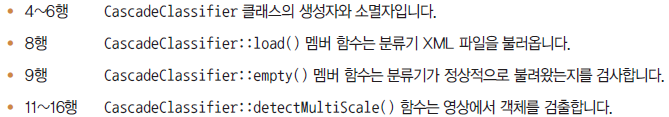 • 4~6행 CascadeClassifier 클래스의 생성자와 소멸자입니다.
• 8행 CascadeClassifier::load() 멤버 함수는 분류기 XML 파일을 불러옵니다.
• 9행 CascadeClassifier::empty() 멤버 함수는 분류기가 정상적으로 불려왔는지를 검사합니다.
• 11~16행 CascadeClassifier::detectMultiScale() 함수는 영상에서 객체를 검출합니다.